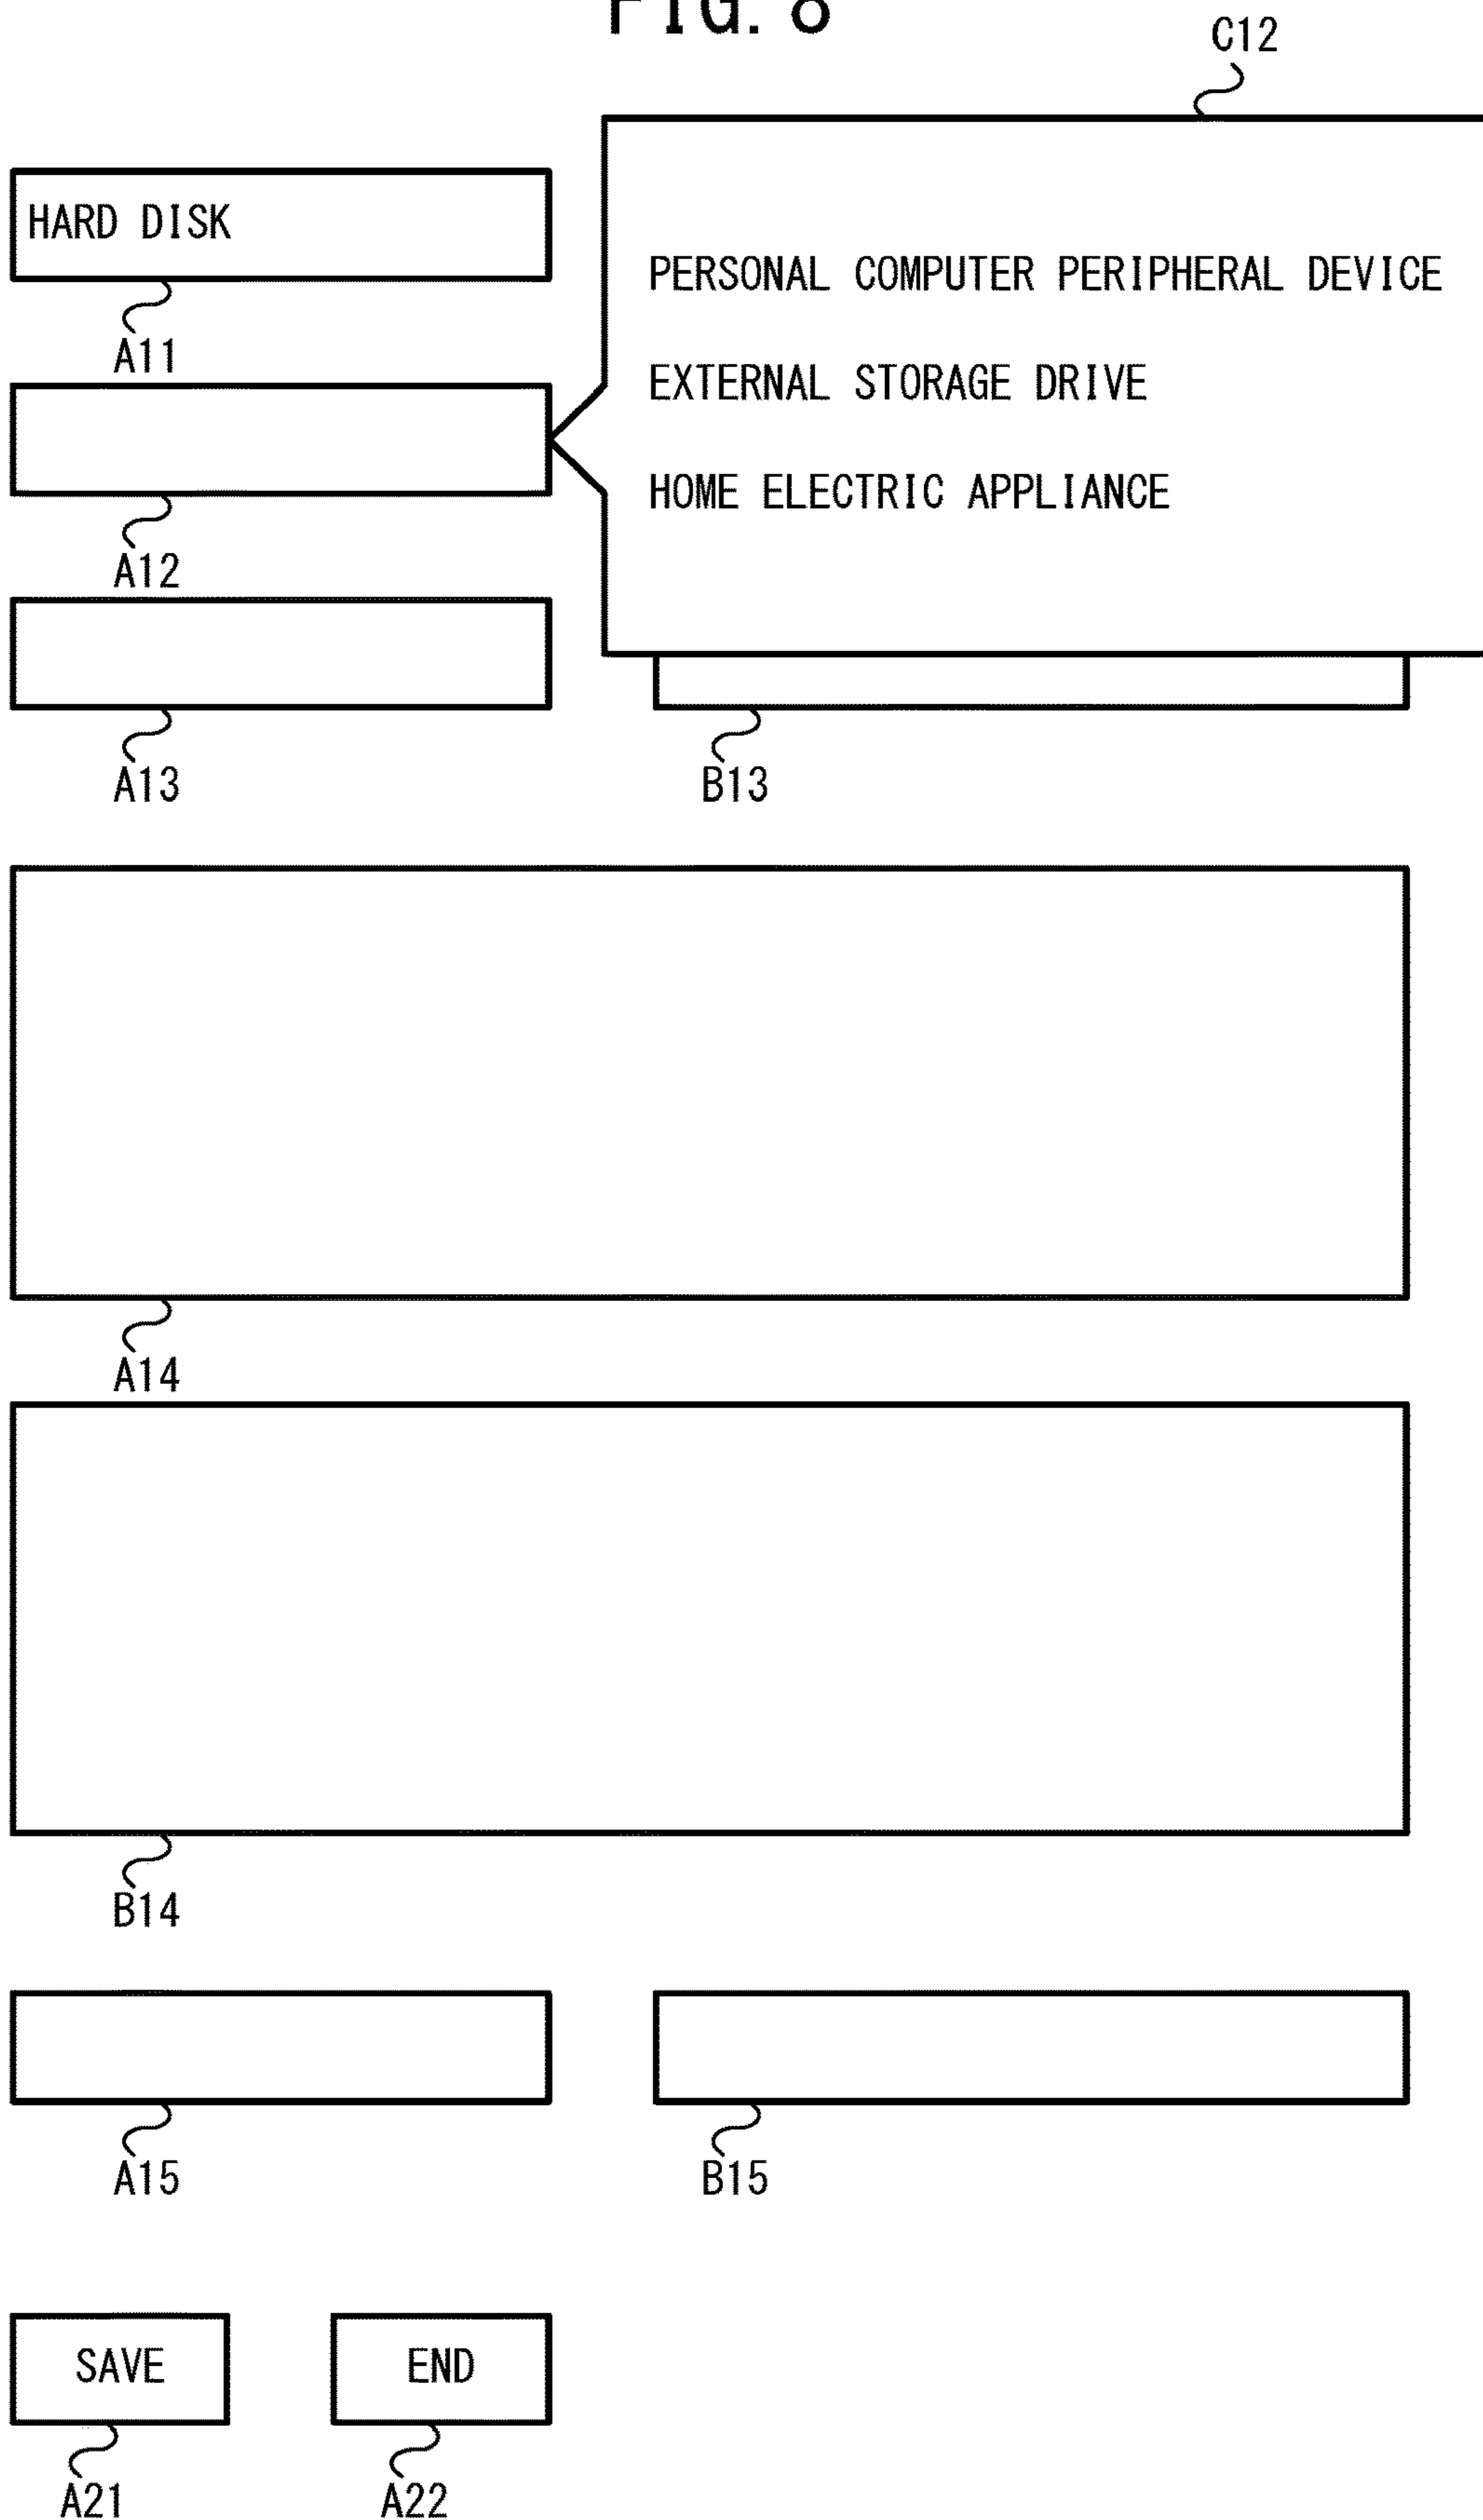 FIG. 8
C12
HARD DISK
A11
PERSONAL COMPUTER PERIPHERAL DEVICE
EXTERNAL STORAGE DRIVE
HOME ELECTRIC APPLIANCE
A12
A13
B13
A14
B14
A15
B15
SAVE
END
A21
A22